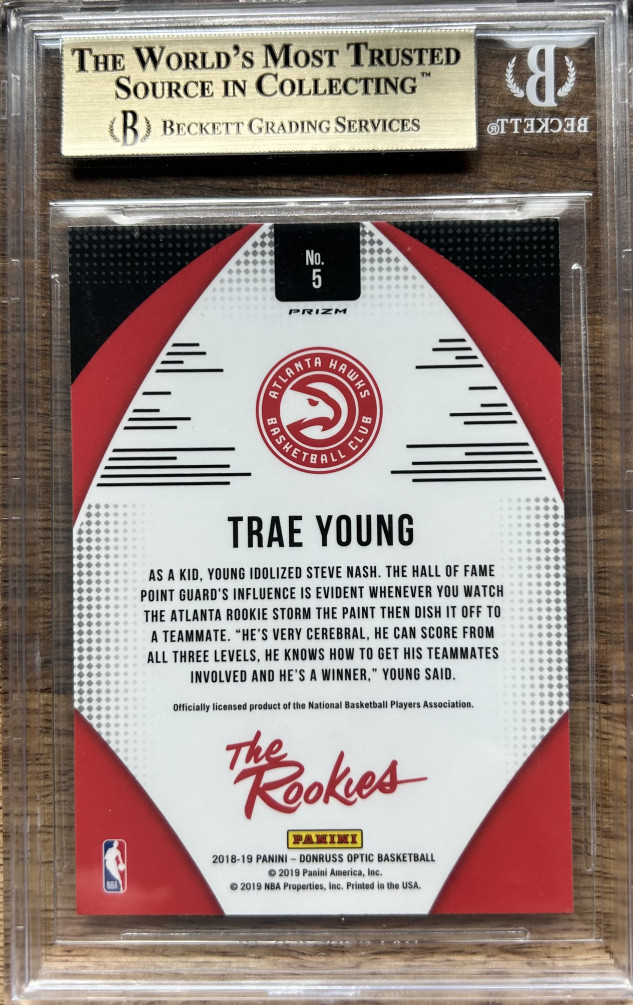 THE WORLD'S MOST TRUSTED
SOURCE IN COLLECTING™
B BECKETT GRADING SERVICES
B
BECKETT®
No.
5
PRIZM
ATLANTA HAWKS
BASKETBALL CLUB
TRAE YOUNG
AS A KID, YOUNG IDOLIZED STEVE NASH. THE HALL OF FAME
POINT GUARD'S INFLUENCE IS EVIDENT WHENEVER YOU WATCH
THE ATLANTA ROOKIE STORM THE PAINT THEN DISH IT OFF TO
A TEAMMATE. “HE'S VERY CEREBRAL, HE CAN SCORE FROM
ALL THREE LEVELS, HE KNOWS HOW TO GET HIS TEAMMATES
INVOLVED AND HE'S A WINNER,” YOUNG SAID.
Officially licensed product of the National Basketball Players Association.
The
Rookies
PANINI
2018-19 PANINI – DONRUSS OPTIC BASKETBALL
© 2019 Panini America, Inc.
© 2019 NBA Properties, Inc. Printed in the USA.
NBA